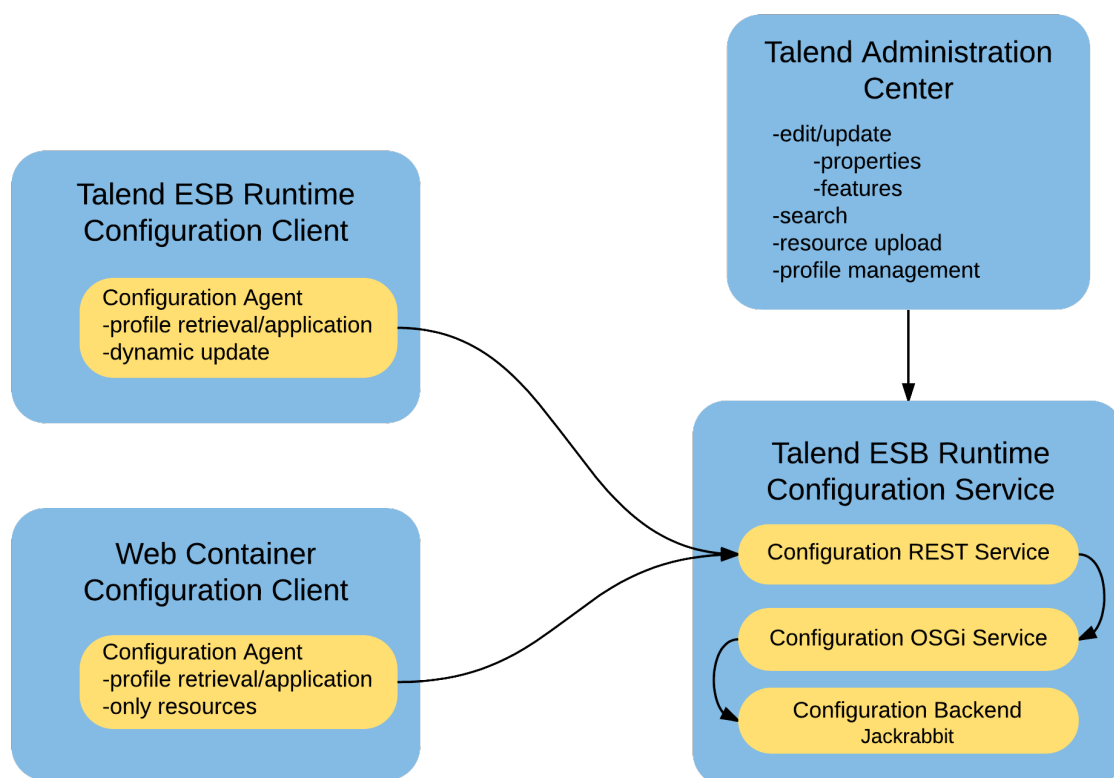 Talend Administration
Center
-edit/update
-properties
-features
-search
-resource upload
-profile management
Talend ESB Runtime
Configuration Client
Configuration Agent
-profile retrieval/application
-dynamic update
Web Container
Configuration Client
Configuration Agent
-profile retrieval/application
-only resources
Talend ESB Runtime
Configuration Service
Configuration REST Service
Configuration OSGi Service
Configuration Backend
Jackrabbit